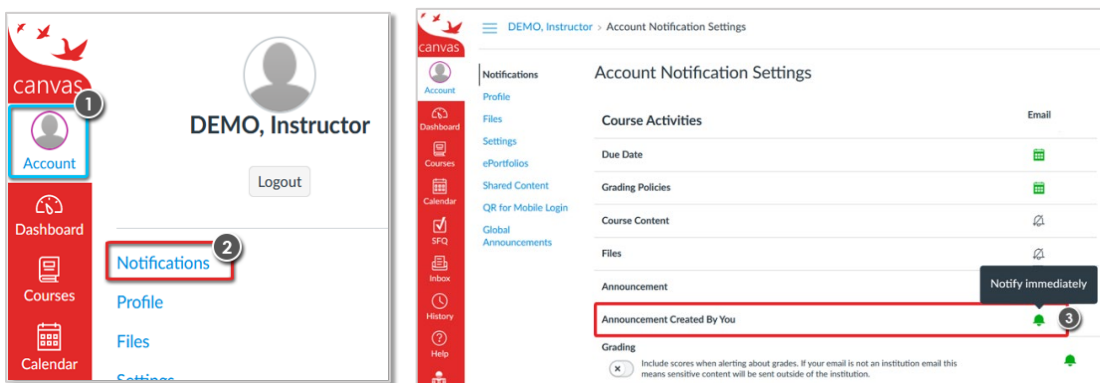 canvas
1
Account
Dashboard
Courses
Calendar
DEMO, Instructor
Logout
2
Notifications
Profile
Files
Settings
canvas
Account
Dashboard
Courses
Calendar
SFQ
Inbox
History
Help
DEMO, Instructor > Account Notification Settings
Notifications
Profile
Files
Settings
ePortfolios
Shared Content
QR for Mobile Login
Global
Announcements
Account Notification Settings
Course Activities
Email
Due Date
Grading Policies
Course Content
Files
Announcement
Notify immediately
Announcement Created By You
3
Grading
Include scores when alerting about grades. If your email is not an institution email this
means sensitive content will be sent outside of the institution.